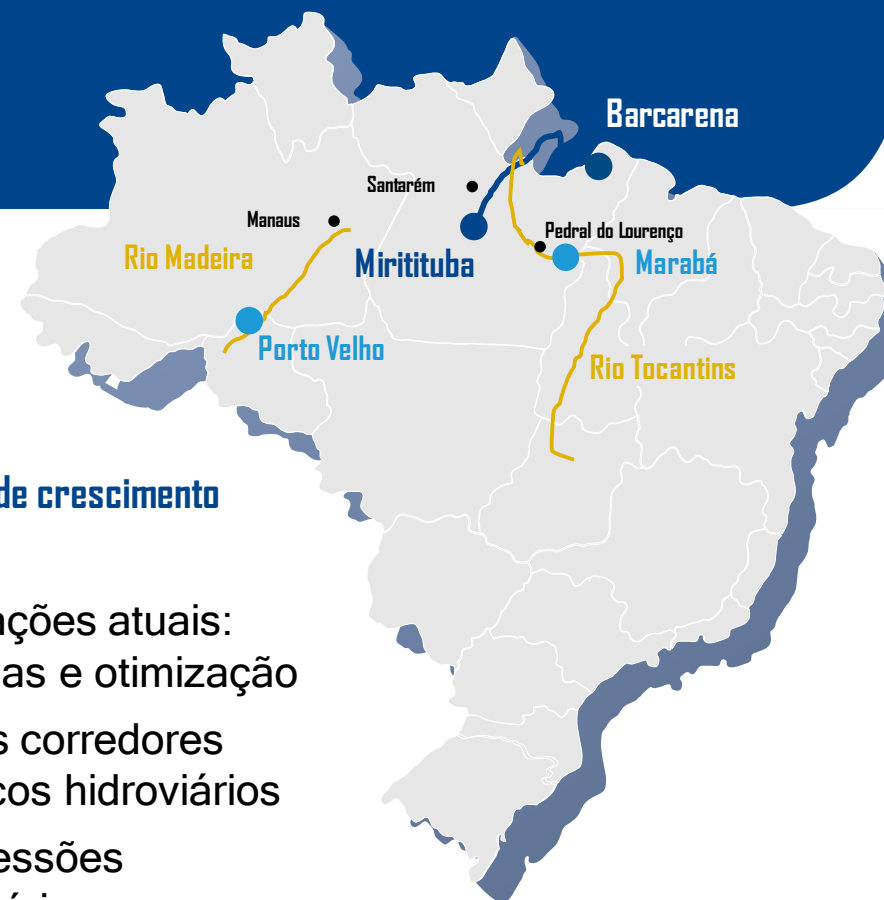 Barcarena
Santarém
Manaus
Pedral do Lourenço
Rio Madeira
Miritituba
Marabá
Porto Velho
Rio Tocantins
de crescimento
ações atuais:
as e otimização
s corredores
cos hidroviários
essões